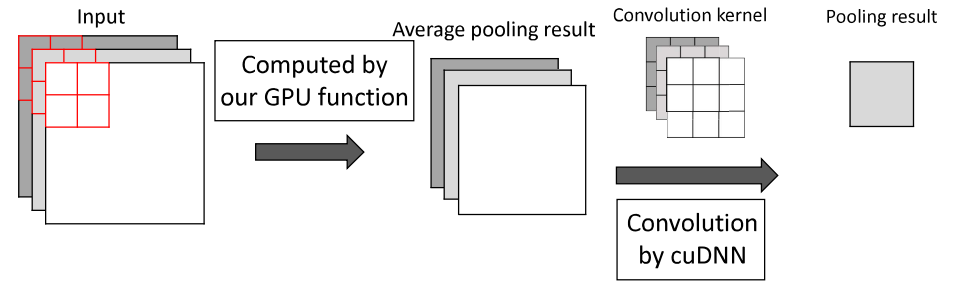 Input
Computed by
our GPU function
Average pooling result
Convolution kernel
Convolution
by cuDNN
Pooling result